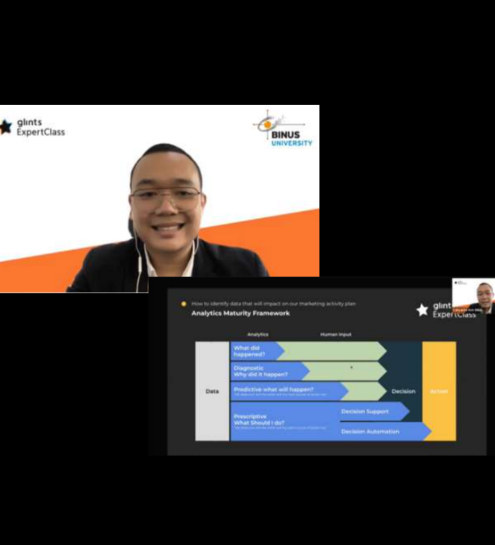 glints
ExpertClass
BINUS
UNIVERSITY
How to identify data that will impact on our marketing activity plan
Analytics Maturity Framework
glints
ExpertClass
Analytics
Human Input
What did
happened?
Diagnostic
Why did it happen?
Predictive what will happen?
Data
Decision
Prescriptive
What Should I do?
Decision Support
Decision Automation